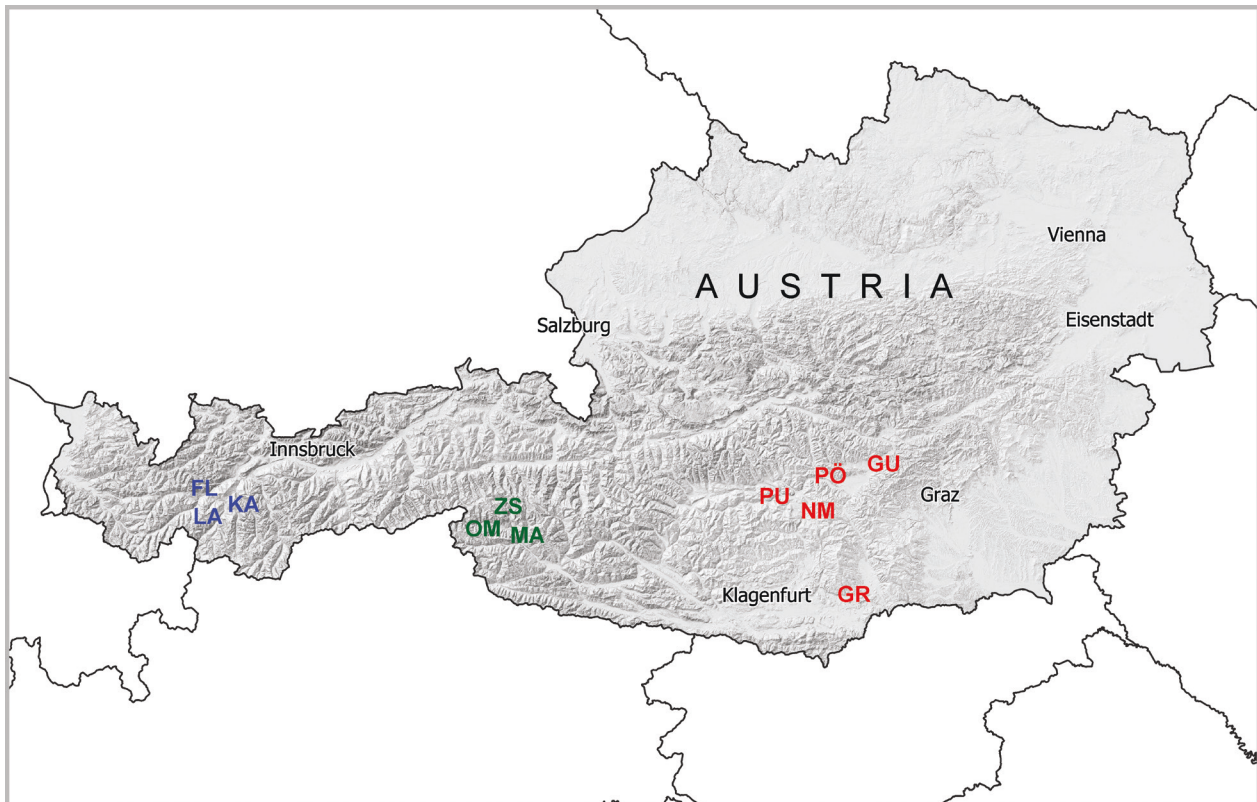 Vienna
A U S T R I A
Eisenstadt
Salzburg
Innsbruck
GU
PÖ
FL
PU
Graz
KA
ZS
NM
LA
OM
MA
Klagenfurt
GR